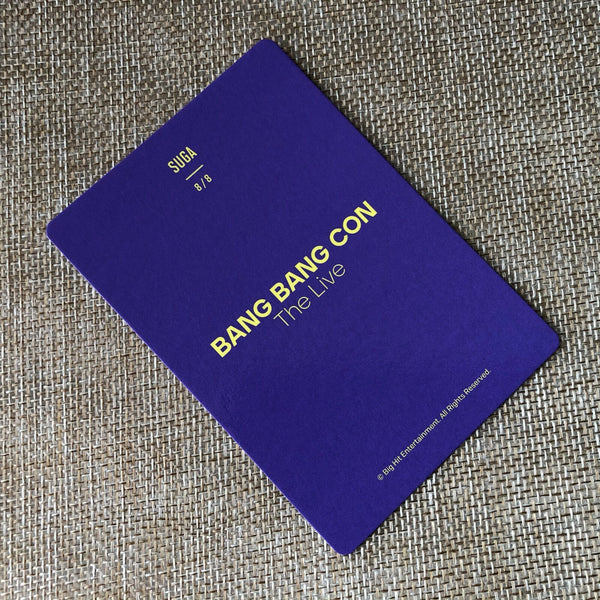 SUGA
8/8
BANG BANG CON
The Live
© Big Hit Entertainment. All Rights Reserved.